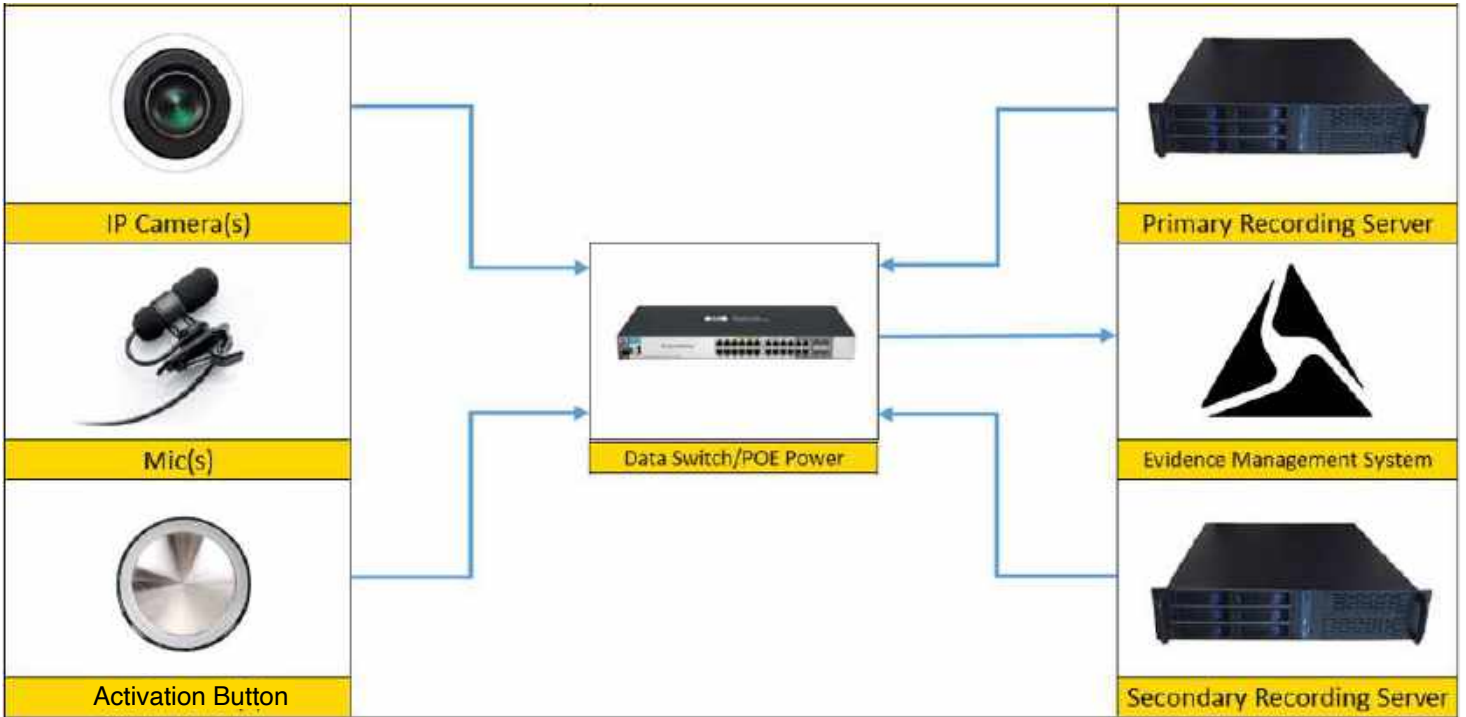 IP Camera(s)
Primary Recording Server
Mic(s)
Data Switch/POE Power
Evidence Management System
Activation Button
Secondary Recording Server